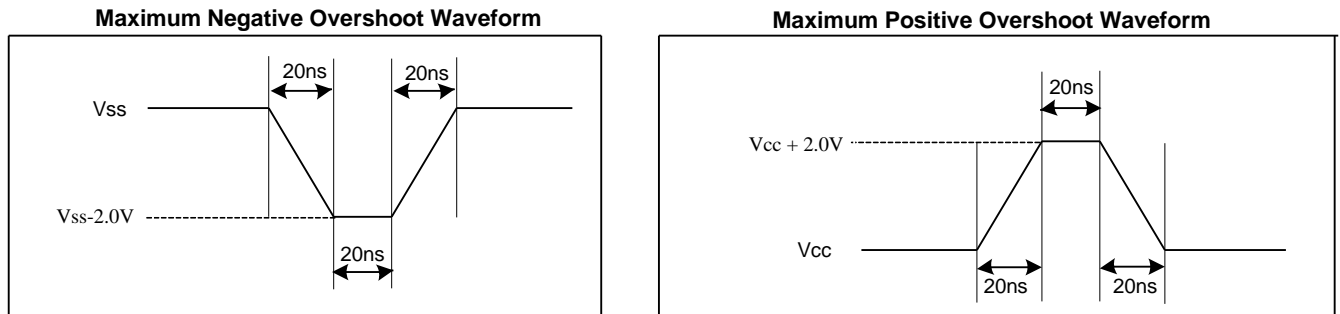 Maximum Negative Overshoot Waveform
20ns
20ns
Vss
Vss-2.0V
20ns
Maximum Positive Overshoot Waveform
20ns
Vcc + 2.0V
Vcc
20ns
20ns